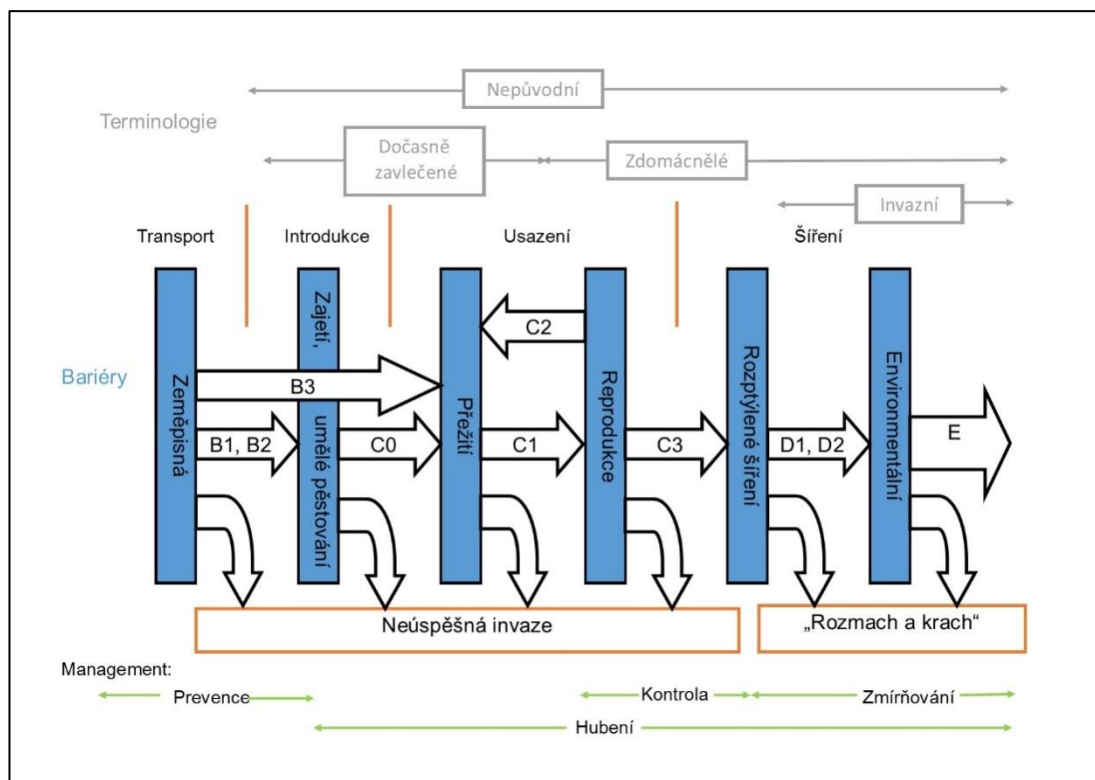 Nepůvodní
Terminologie
Dočasně
zavlečené
Zdomácnělé
Invazní
Transport
Introdukce
Usazení
Šíření
Bariéry
Zeměpisná
Zajetí, umělé pěstování
Přežití
Reprodukce
Rozptýlené šíření
Environmentální
C2
B3
B1, B2
C0
C1
C3
D1, D2
E
Neúspěšná invaze
„Rozmach a krach“
Management:
Prevence
Kontrola
Zmírňování
Hubení